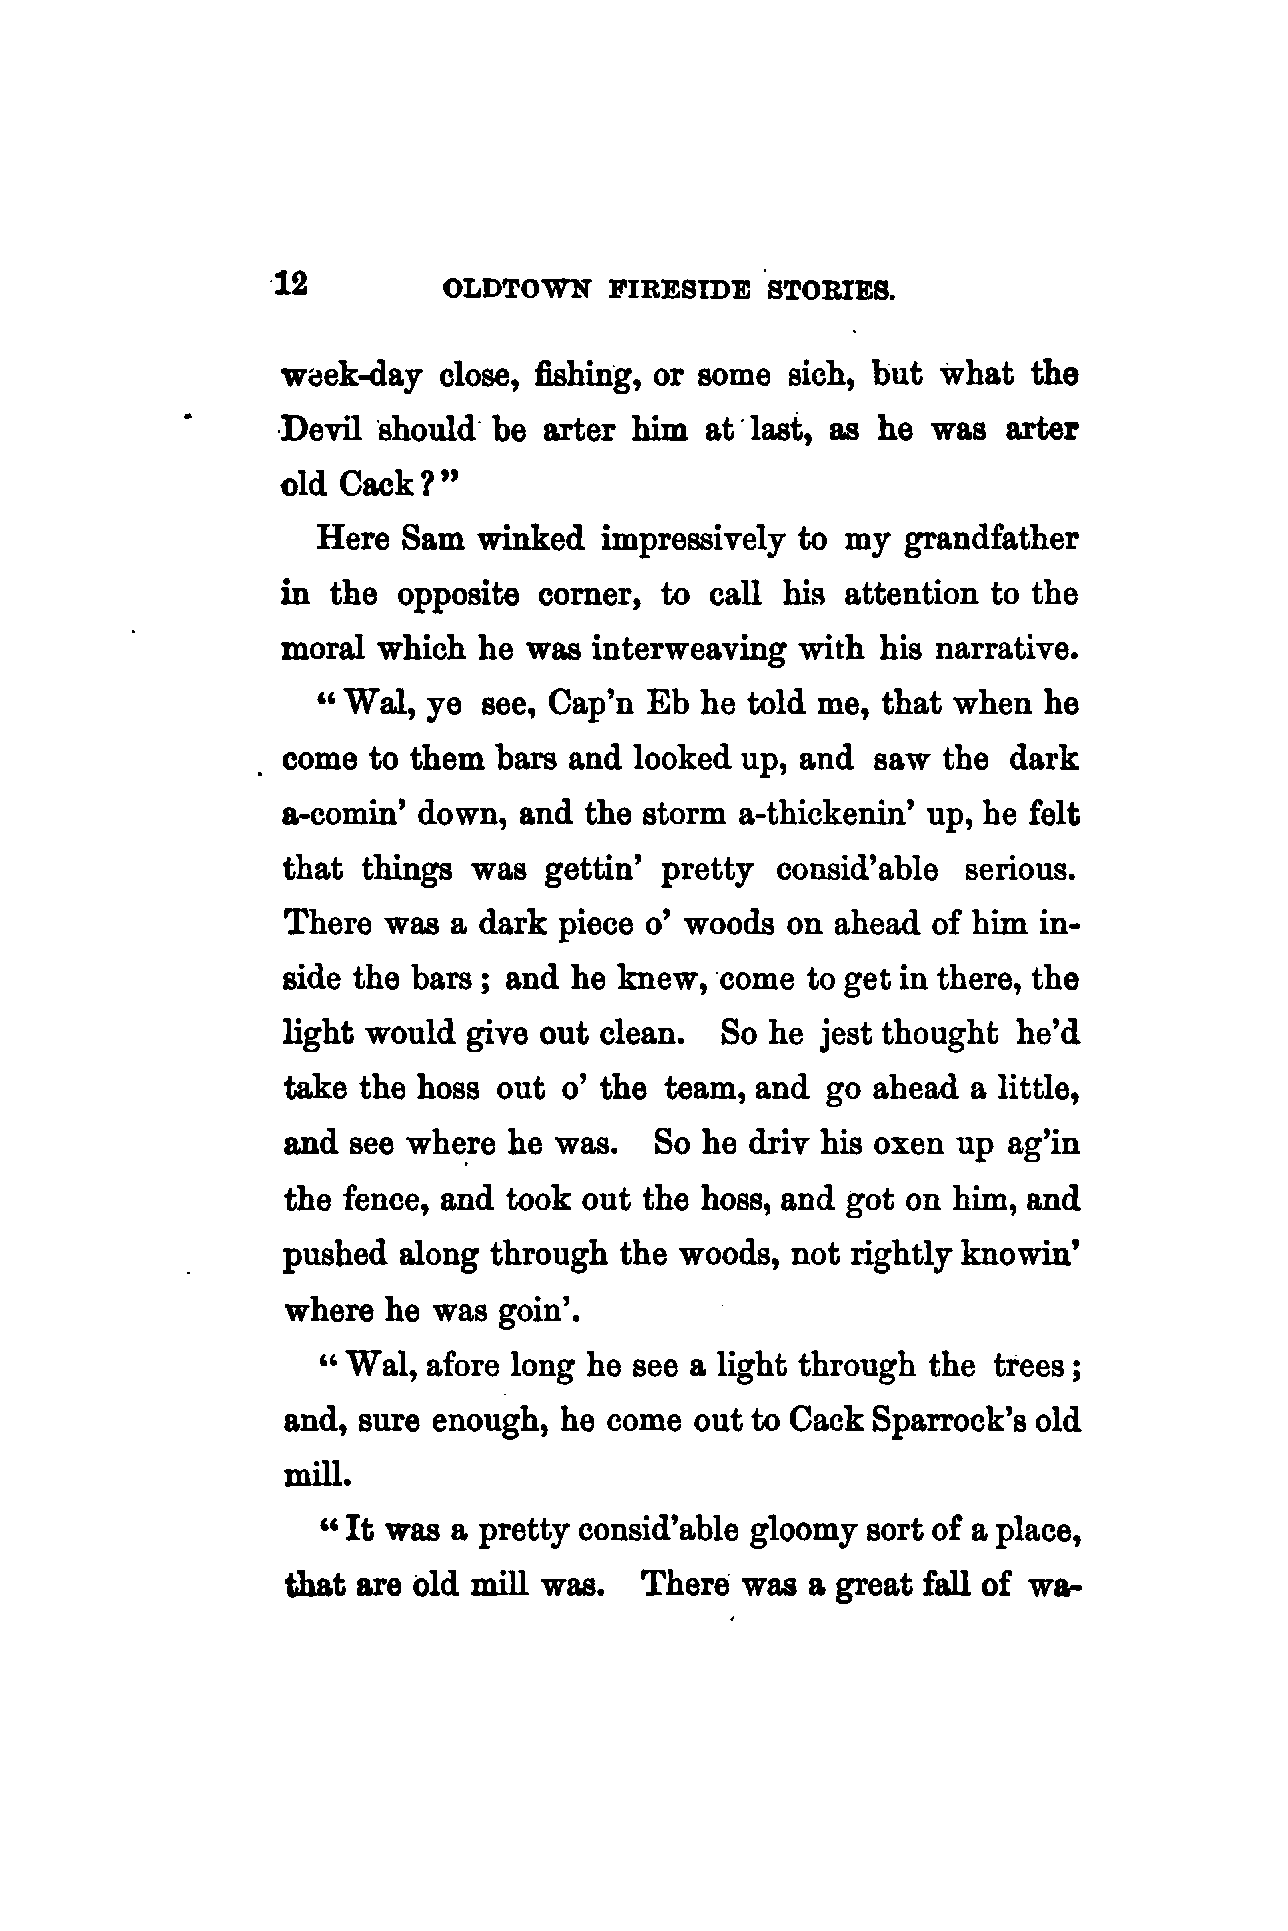 12 OLDTOWN FIRESIDE STORIES.
week-day close, fishing, or some sich, but what the
Devil should be arter him at last, as he was arter
old Cack?"
Here Sam winked impressively to my grandfather
in the opposite corner, to call his attention to the
moral which he was interweaving with his narrative.
"Wal, ye see, Cap'n Eb he told me, that when he
come to them bars and looked up, and saw the dark
a-comin' down, and the storm a-thickenin' up, he felt
that things was gettin' pretty consid'able serious.
There was a dark piece o' woods on ahead of him in-
side the bars; and he knew, come to get in there, the
light would give out clean. So he jest thought he'd
take the hoss out o' the team, and go ahead a little,
and see where he was. So he driv his oxen up ag'in
the fence, and took out the hoss, and got on him, and
pushed along through the woods, not rightly knowin'
where he was goin'.
"Wal, afore long he see a light through the trees;
and, sure enough, he come out to Cack Sparrock's old
mill.
"It was a pretty consid'able gloomy sort of a place,
that are old mill was. There was a great fall of wa-